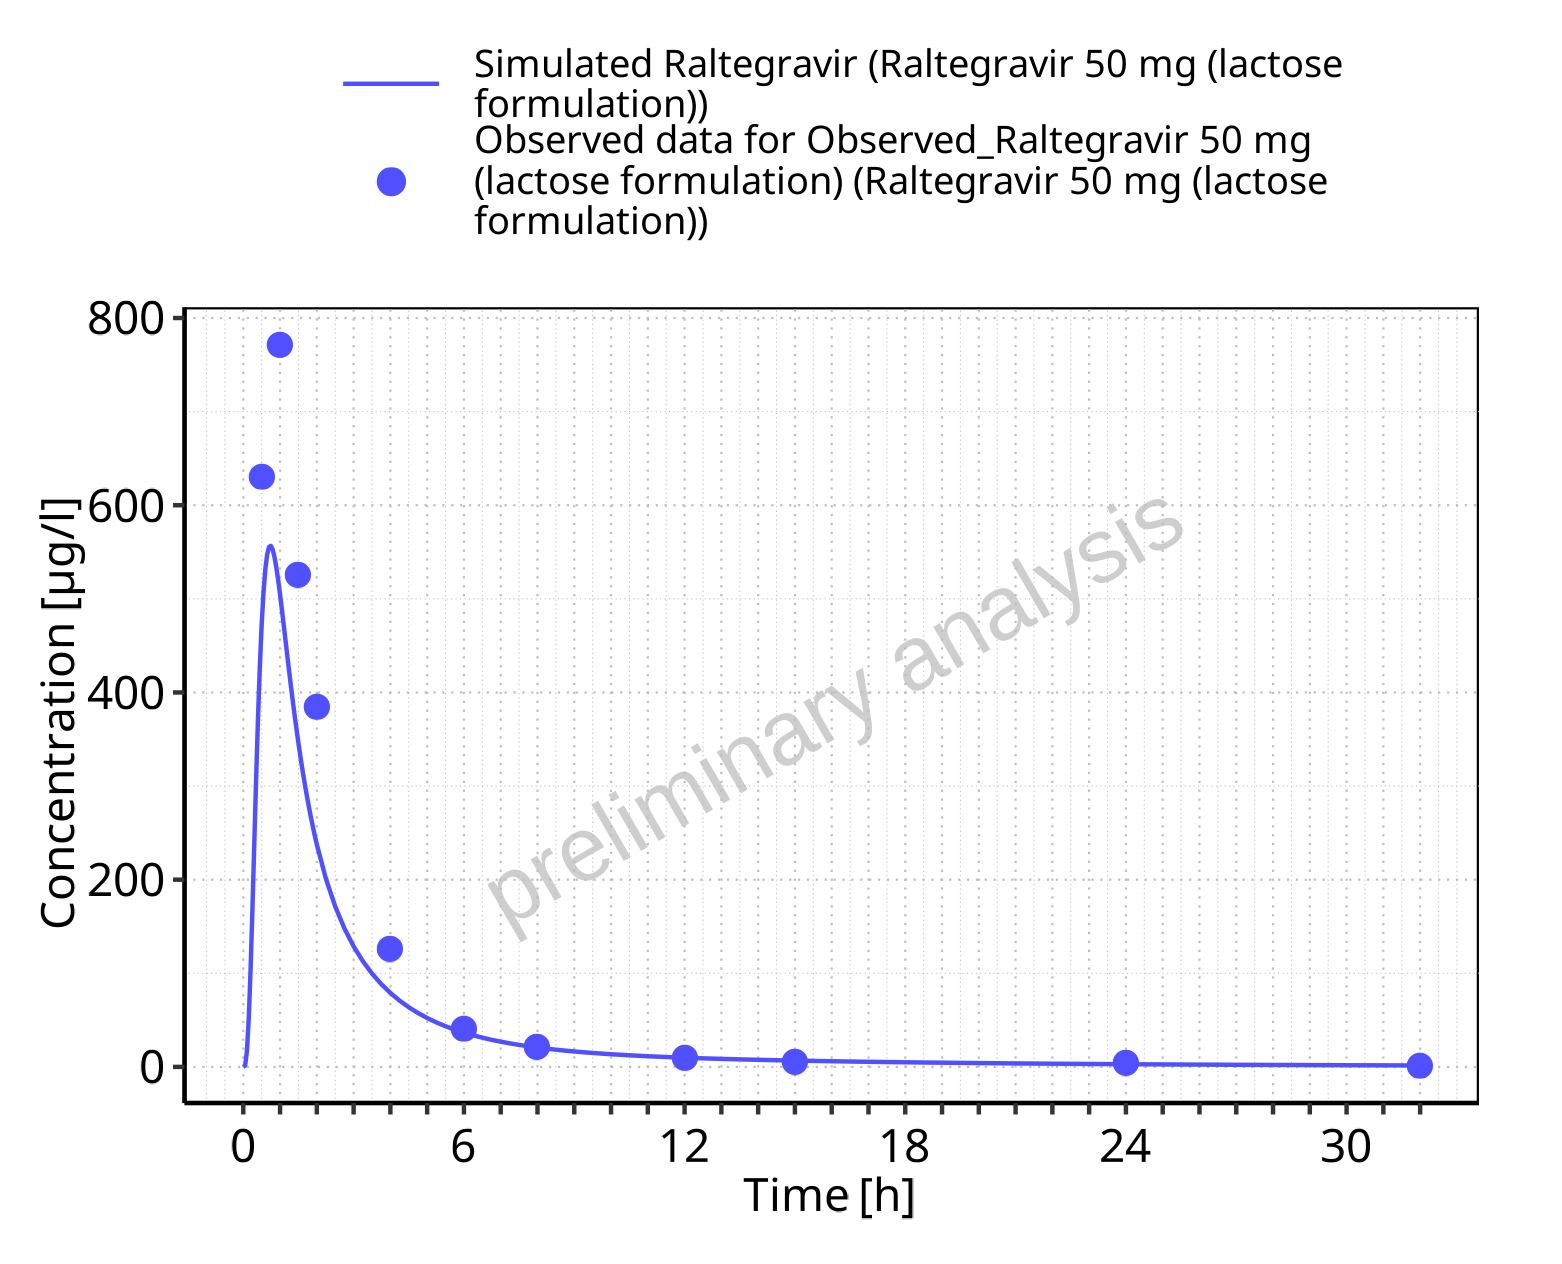 Simulated Raltegravir (Raltegravir 50 mg (lactose
formulation))
Observed data for Observed_Raltegravir 50 mg
(lactose formulation) (Raltegravir 50 mg (lactose
formulation))
800
600
400
200
0
Concentration [µg/l]
preliminary analysis
0 6 12 18 24 30
Time [h]